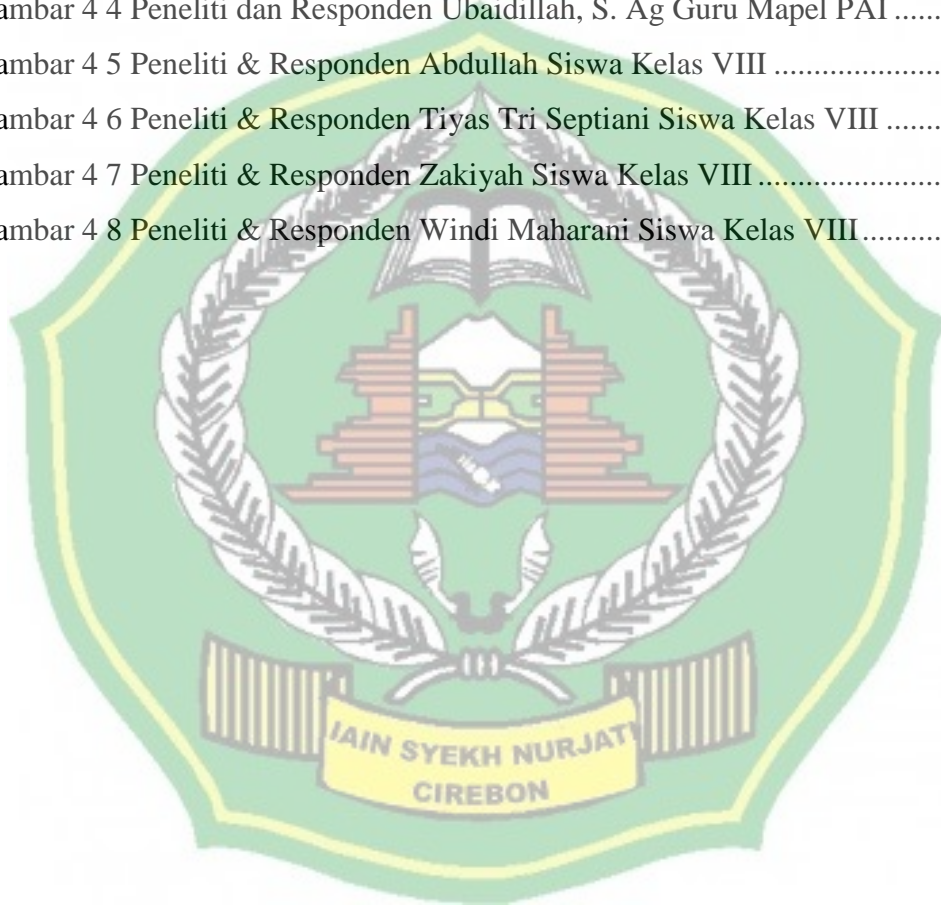 ambar 4 4 Peneliti dan Responden Ubaidillah, S. Ag Guru Mapel PAI .......
ambar 4 5 Peneliti & Responden Abdullah Siswa Kelas VIII .....................
ambar 4 6 Peneliti & Responden Tiyas Tri Septiani Siswa Kelas VIII .......
ambar 4 7 Peneliti & Responden Zakiyah Siswa Kelas VIII .......................
ambar 4 8 Peneliti & Responden Windi Maharani Siswa Kelas VIII ..........
IAIN SYEKH NURJATI
CIREBON